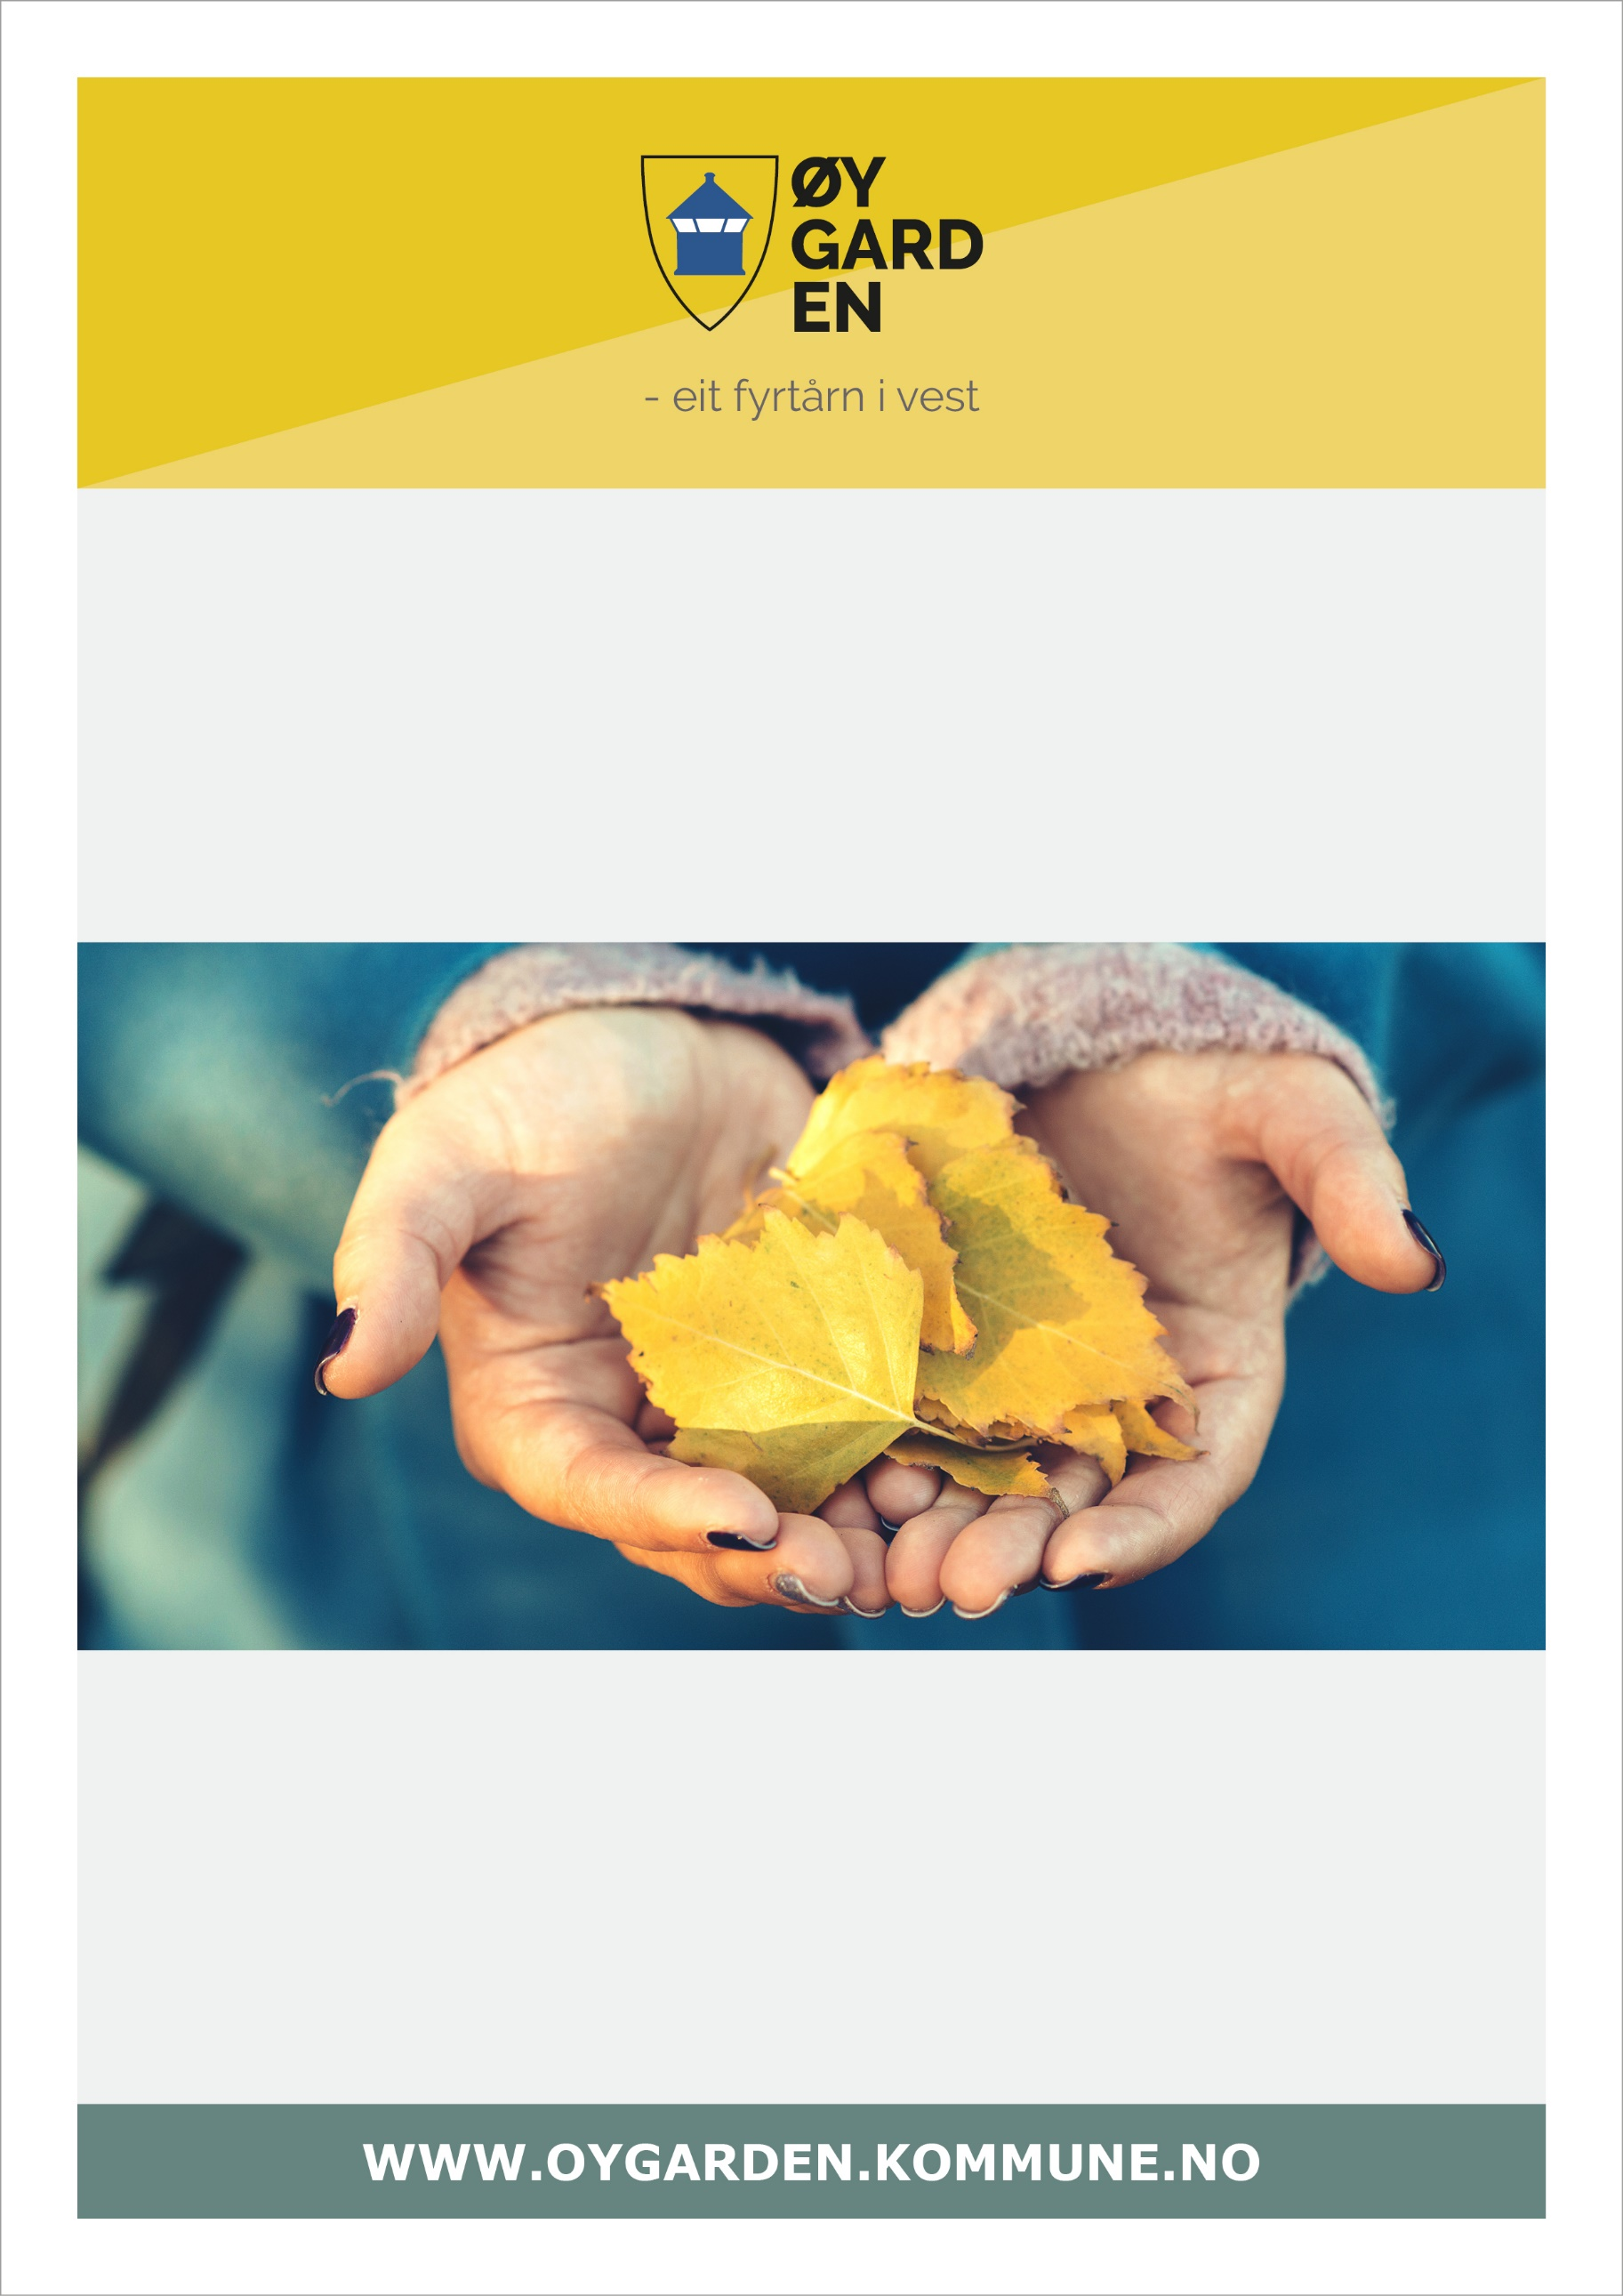 ØY
GARD
EN
- eit fyrtårn i vest
WWW.OYGARDEN.KOMMUNE.NO